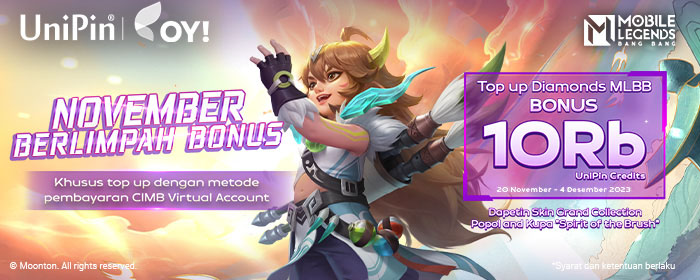 UniPin® OY!
MOBILE
LEGENDS
BANG BANG
NOVEMBER
BERLIMPAH BONUS
Khusus top up dengan metode
pembayaran CIMB Virtual Account
Top up Diamonds MLBB
BONUS
10Rb
UniPin Credits
20 November - 4 Desember 2023
Dapetin Skin Grand Collection
Popol and Kupa "Spirit of the Brush"
© Moonton. All rights reserved.
*Syarat dan ketentuan berlaku